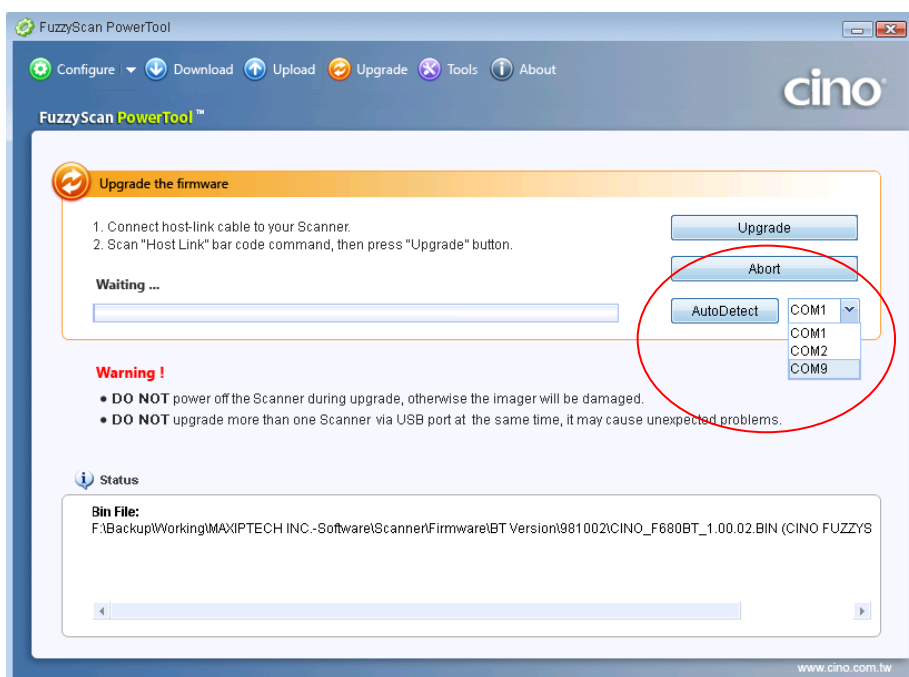 FuzzyScan PowerTool
Configure Download Upload Upgrade Tools About
cino
FuzzyScan PowerTool ™
Upgrade the firmware
1. Connect host-link cable to your Scanner.
2. Scan "Host Link" bar code command, then press "Upgrade" button.
Upgrade
Abort
Waiting ...
AutoDetect COM1
COM1
COM2
COM9
Warning !
• DO NOT power off the Scanner during upgrade, otherwise the imager will be damaged.
• DO NOT upgrade more than one Scanner via USB port at the same time, it may cause unexpected problems.
Status
Bin File:
F:\Backup\Working\MAXIPTECH INC.-Software\Scanner\Firmware\BT Version\981002\CINO_F680BT_1.00.02.BIN (CINO FUZZYS
www.cino.com.tw